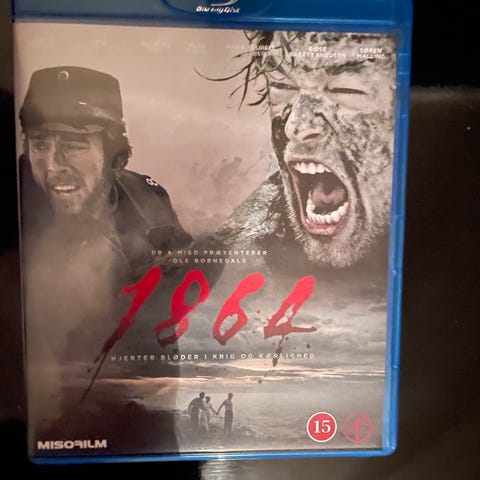 Blu-ray Disc
SIDSE
BABETT KNUDSEN
SØREN
MALLING
DR & MISO PRÆSENTERER
OLE BORNEDALS
1864
HJERTER BLØDER I KRIG OG KÆRLIGHED
MISOFILM
15